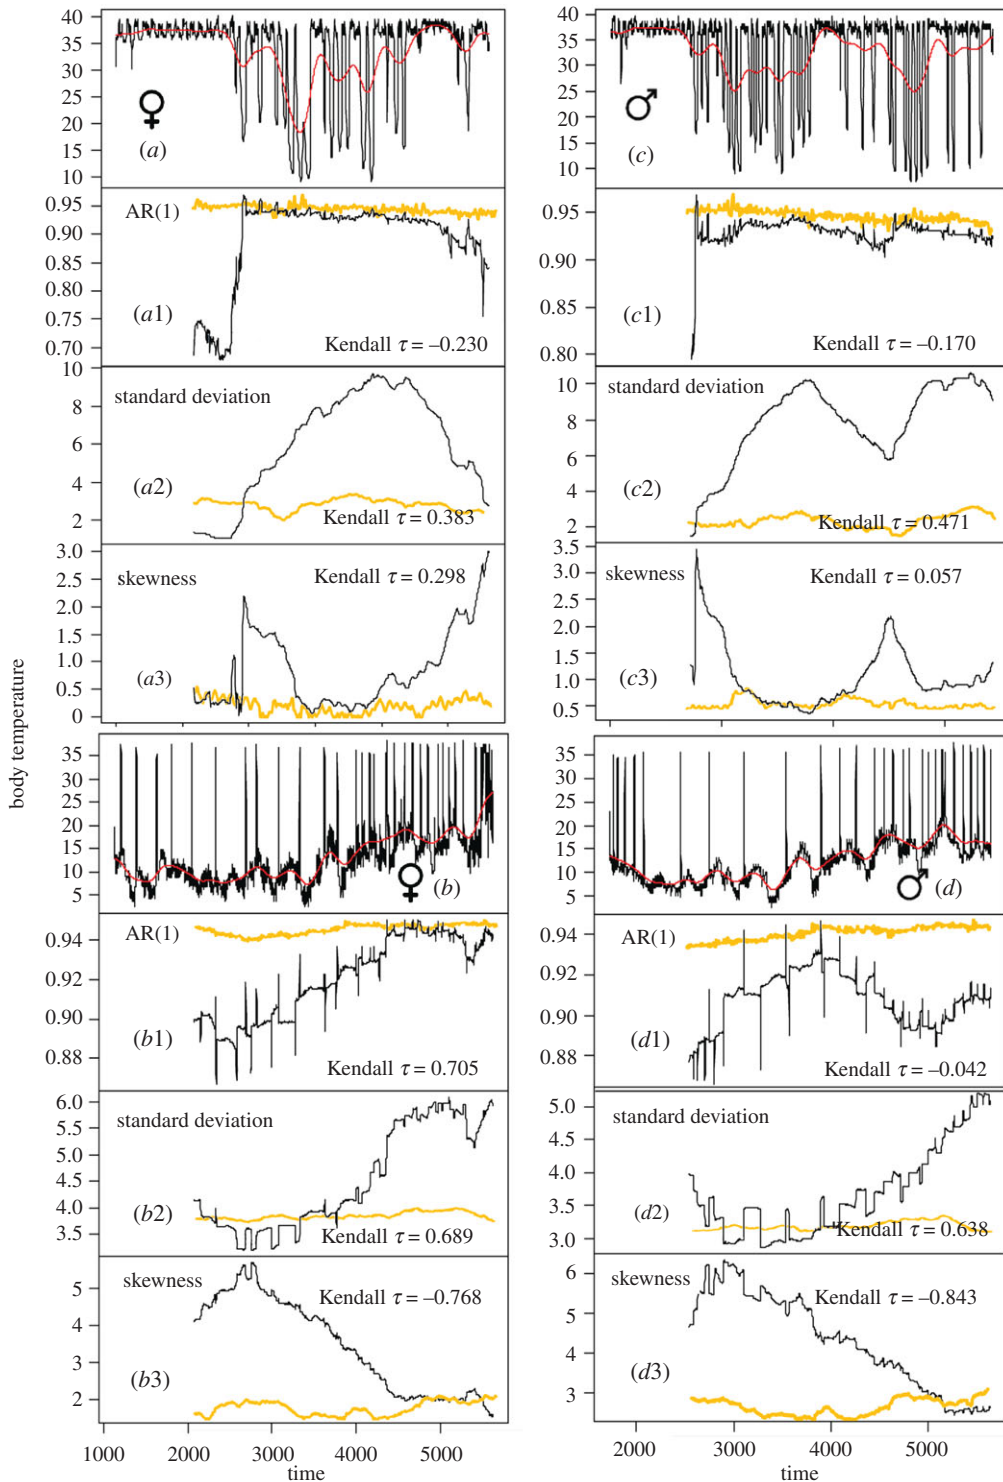 body temperature
40
35
30
25
20
15
10
♀
(a)
0.95
0.90
0.85
0.80
0.75
0.70
AR(1)
(a1)
Kendall τ = –0.230
10
8
6
4
2
standard deviation
(a2)
Kendall τ = 0.383
3.0
2.5
2.0
1.5
1.0
0.5
0
skewness
Kendall τ = 0.298
(a3)
35
30
25
20
15
10
5
♀ (b)
0.94
0.92
0.90
0.88
AR(1)
(b1)
Kendall τ = 0.705
6.0
5.5
5.0
4.5
4.0
3.5
standard deviation
(b2)
Kendall τ = 0.689
5
4
3
2
skewness
Kendall τ = –0.768
(b3)
1000 2000 3000 4000 5000
time
40
35
30
25
20
15
10
♂
(c)
0.95
0.90
0.85
0.80
(c1)
Kendall τ = –0.170
10
8
6
4
2
standard deviation
(c2)
Kendall τ = 0.471
3.5
3.0
2.5
2.0
1.5
1.0
0.5
skewness
Kendall τ = 0.057
(c3)
35
30
25
20
15
10
5
♂ (d)
0.94
0.92
0.90
0.88
AR(1)
(d1)
Kendall τ = –0.042
5.0
4.5
4.0
3.5
3.0
standard deviation
(d2)
Kendall τ = 0.638
6
5
4
3
skewness
Kendall τ = –0.843
(d3)
2000 3000 4000 5000
time